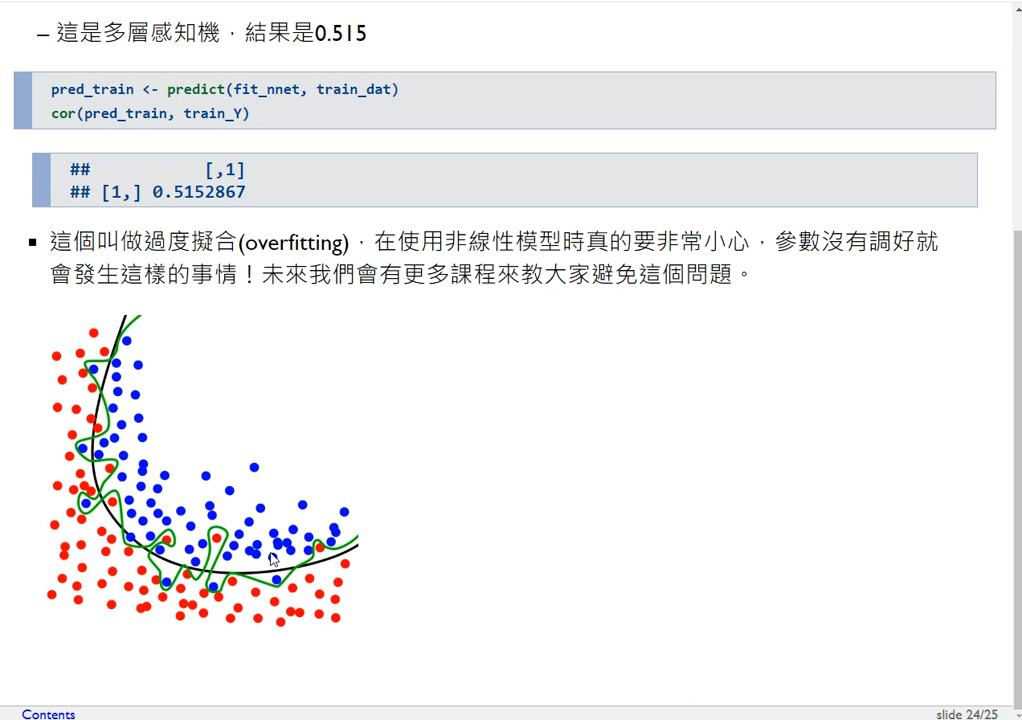 – 這是多層感知機，結果是0.515
pred_train <- predict(fit_nnet, train_dat)
cor(pred_train, train_Y)
##           [,1]
## [1,] 0.5152867
▪ 這個叫做過度擬合(overfitting)，在使用非線性模型時真的要非常小心，參數沒有調好就
會發生這樣的事情！未來我們會有更多課程來教大家避免這個問題。
Contents
slide 24/25